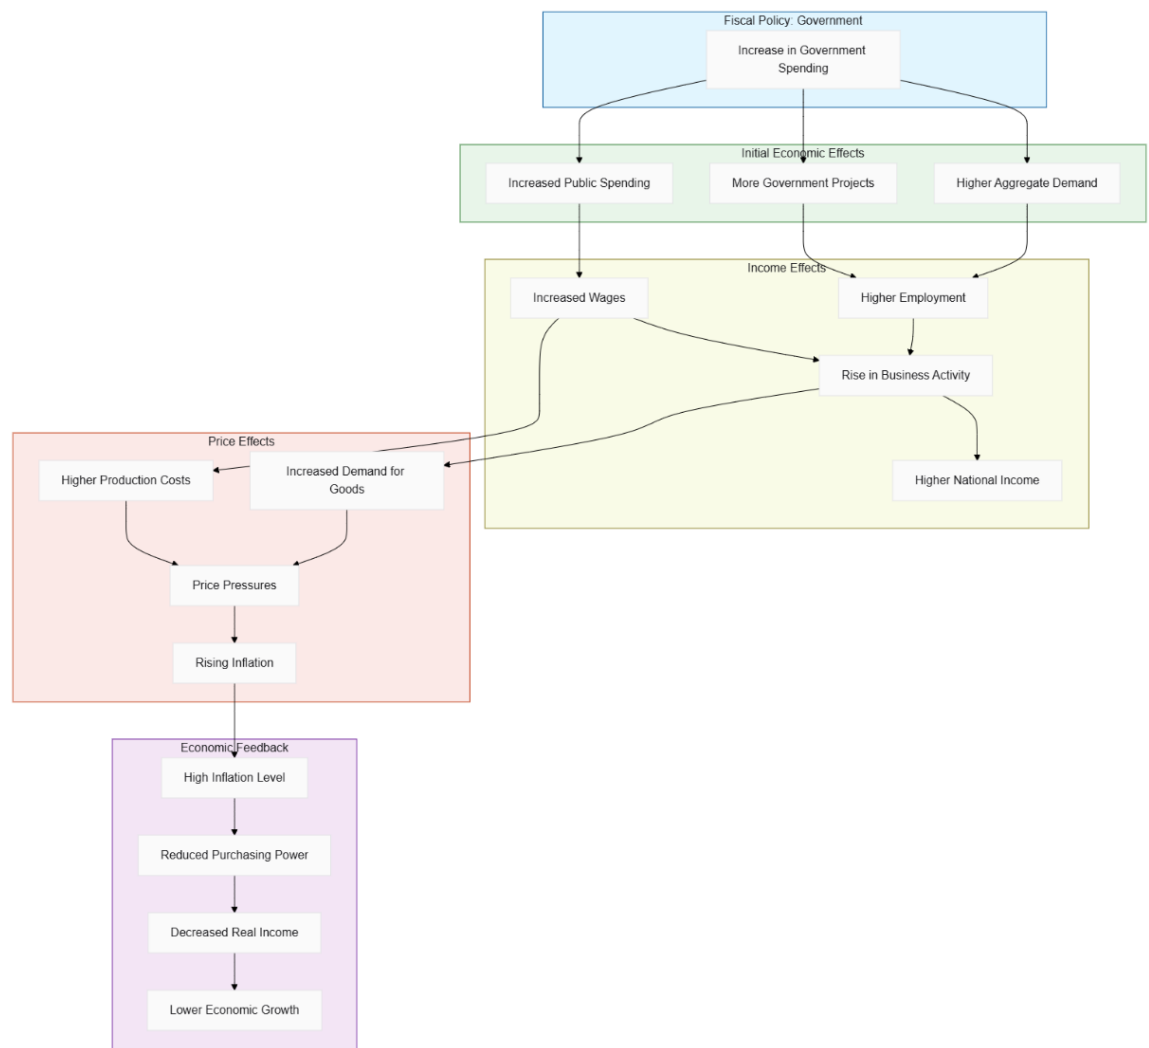 Fiscal Policy: Government
Increase in Government
Spending
Initial Economic Effects
Increased Public Spending
More Government Projects
Higher Aggregate Demand
Income Effects
Increased Wages
Higher Employment
Rise in Business Activity
Higher National Income
Price Effects
Higher Production Costs
Increased Demand for
Goods
Price Pressures
Rising Inflation
Economic Feedback
High Inflation Level
Reduced Purchasing Power
Decreased Real Income
Lower Economic Growth